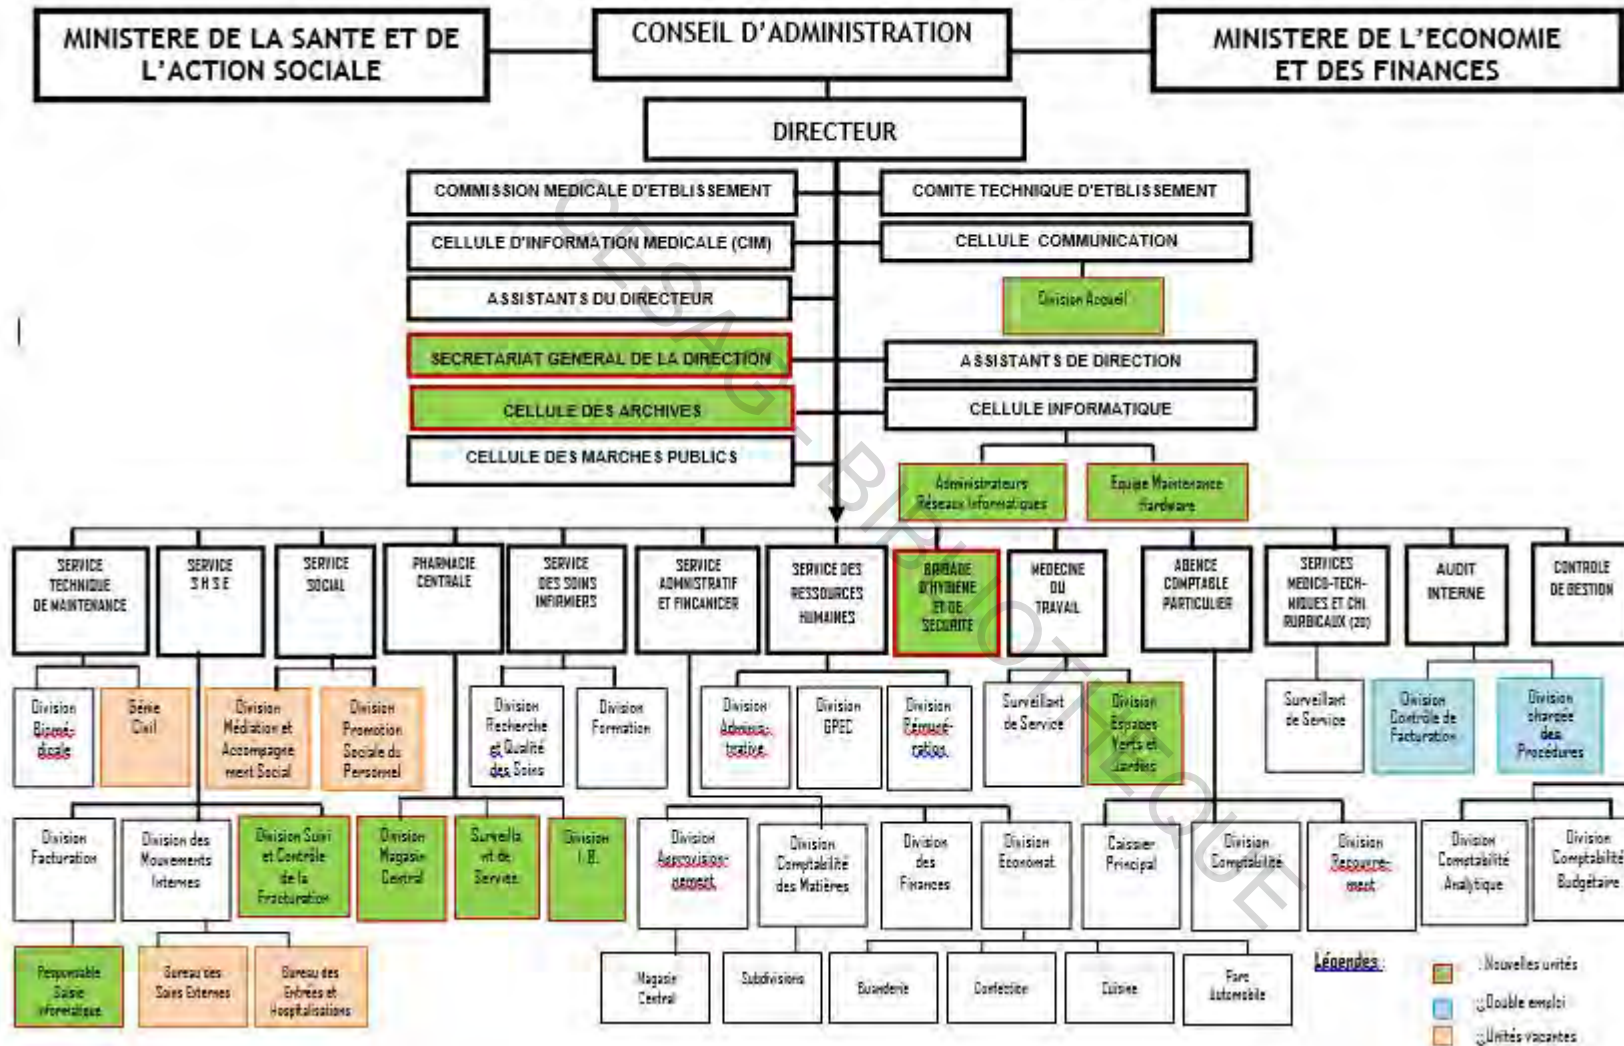 MINISTERE DE LA SANTE ET DE
L'ACTION SOCIALE
CONSEIL D'ADMINISTRATION
MINISTERE DE L'ECONOMIE
ET DES FINANCES
DIRECTEUR
COMMISSION MEDICALE D'ETBLISSEMENT
COMITE TECHNIQUE D'ETBLISSEMENT
CELLULE D'INFORMATION MEDICALE (CIM)
CELLULE COMMUNICATION
ASSISTANTS DU DIRECTEUR
Division Accueil
SECRETARIAT GENERAL DE LA DIRECTION
ASSISTANTS DE DIRECTION
CELLULE DES ARCHIVES
CELLULE INFORMATIQUE
CELLULE DES MARCHES PUBLICS
Administrateurs
Réseaux Informatiques
Equipe Maintenance
Hardware
SERVICE
TECHNIQUE
DE MAINTENANCE
SERVICE
S H S E
SERVICE
SOCIAL
PHARMACIE
CENTRALE
SERVICE
DES SOINS
INFIRMIERS
SERVICE
ADMNISTRATIF
ET FINCANICER
SERVICE DES
RESSOURCES
HUMAINES
BRIGADE
D'HYGIENE
ET DE
SECURITE
MEDECINE
DU
TRAVAIL
AGENCE
COMPTABLE
PARTICULIER
SERVICES
MEDICO-TECH-
NIQUES ET CHI
RURGICAUX (20)
AUDIT
INTERNE
CONTROLE
DE GESTION
Division
Biomé-
dicale
Génie
Civil
Division
Médiation et
Accompagne
ment Social
Division
Promotion
Sociale du
Personnel
Division
Recherche
et Qualité
des Soins
Division
Formation
Division
Adminis-
trative
Division
GPEC
Division
Rémuné-
ration
Surveillant
de Service
Division
Espaces
Verts et
Jardins
Surveillant
de Service
Division
Contrôle de
Facturation
Division
chargée
des
Procédures
Division
Facturation
Division des
Mouvements
Internes
Division Suivi
et Contrôle
de la
Fracturation
Division
Magasin
Central
Surveilla
nt de
Service
Division
I.B.
Division
Approvision-
nement
Division
Comptabilité
des Matières
Division
des
Finances
Division
Economat
Caissier
Principal
Division
Comptabilité
Division
Recouvre-
ment
Division
Comptabilité
Analytique
Division
Comptabilité
Budgétaire
Responsable
Saisie
informatique
Bureau des
Soins Externes
Bureau des
Entrées et
Hospitalisations
Magasin
Central
Subdivisions
Buanderie
Confection
Cuisine
Parc
Automobile
Légendes :
: Nouvelles unités
: Double emploi
: Unités vacantes
CESAG - BIBLIOTHEQUE